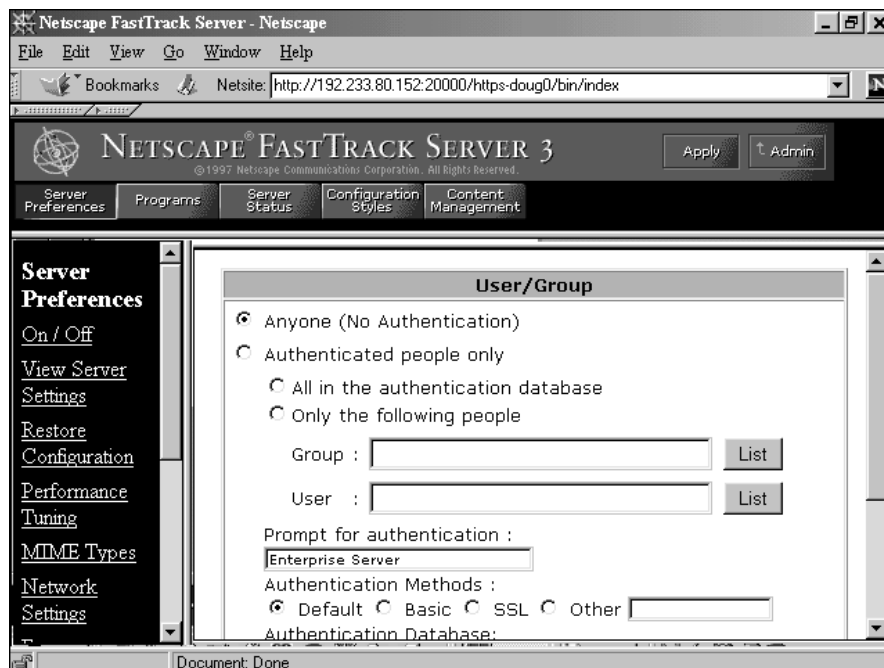 Netscape FastTrack Server - Netscape
File Edit View Go Window Help
Bookmarks Netsite: http://192.233.80.152:20000/https-doug0/bin/index
N
NETSCAPE® FASTTRACK SERVER 3
©1997 Netscape Communications Corporation. All Rights Reserved.
Apply
Admin
Server Preferences
Programs
Server Status
Configuration Styles
Content Management
Server
Preferences
On / Off
View Server
Settings
Restore
Configuration
Performance
Tuning
MIME Types
Network
Settings
User/Group
Anyone (No Authentication)
Authenticated people only
All in the authentication database
Only the following people
Group : List
User : List
Prompt for authentication :
Enterprise Server
Authentication Methods :
Default Basic SSL Other
Authentication Database:
Document: Done